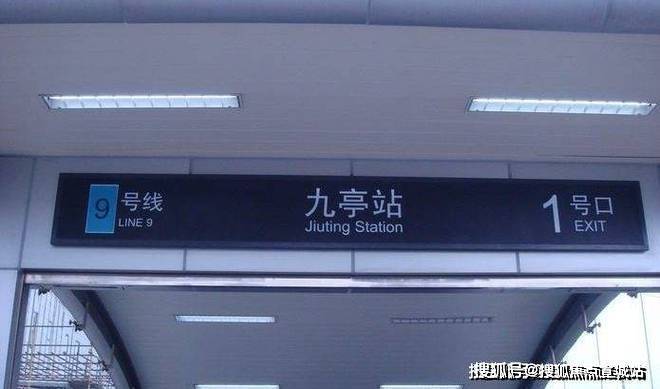 9 号线
LINE 9
九亭站
Jiuting Station
1 号口
EXIT
搜狐号@搜狐焦点直城站